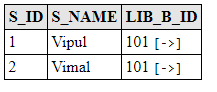 S_ID S_NAME LIB_B_ID
1 Vipul 101 [->]
2 Vimal 101 [->]